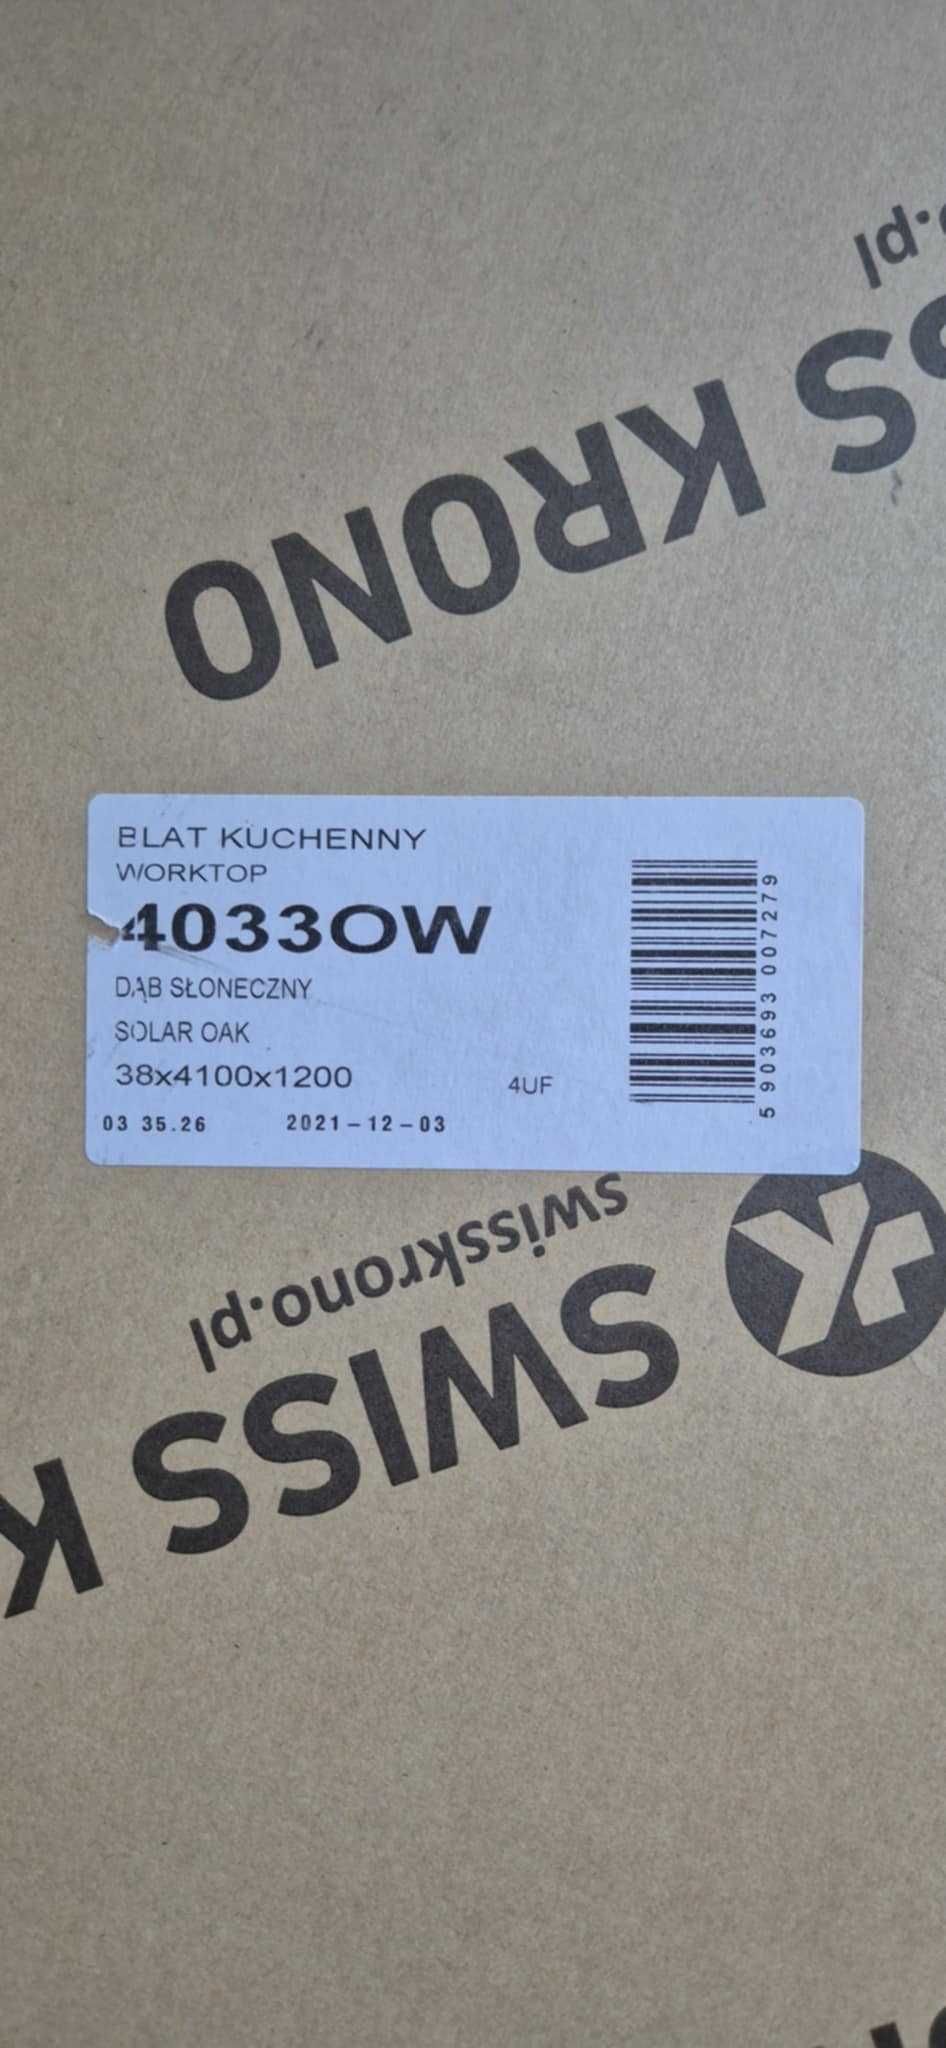 .pl
SS KRONO
BLAT KUCHENNY
WORKTOP
4033OW
DĄB SŁONECZNY
SOLAR OAK
38x4100x1200
4UF
03 35.26
2021-12-03
5 903693 007279
swisskrono.pl
SWISS K